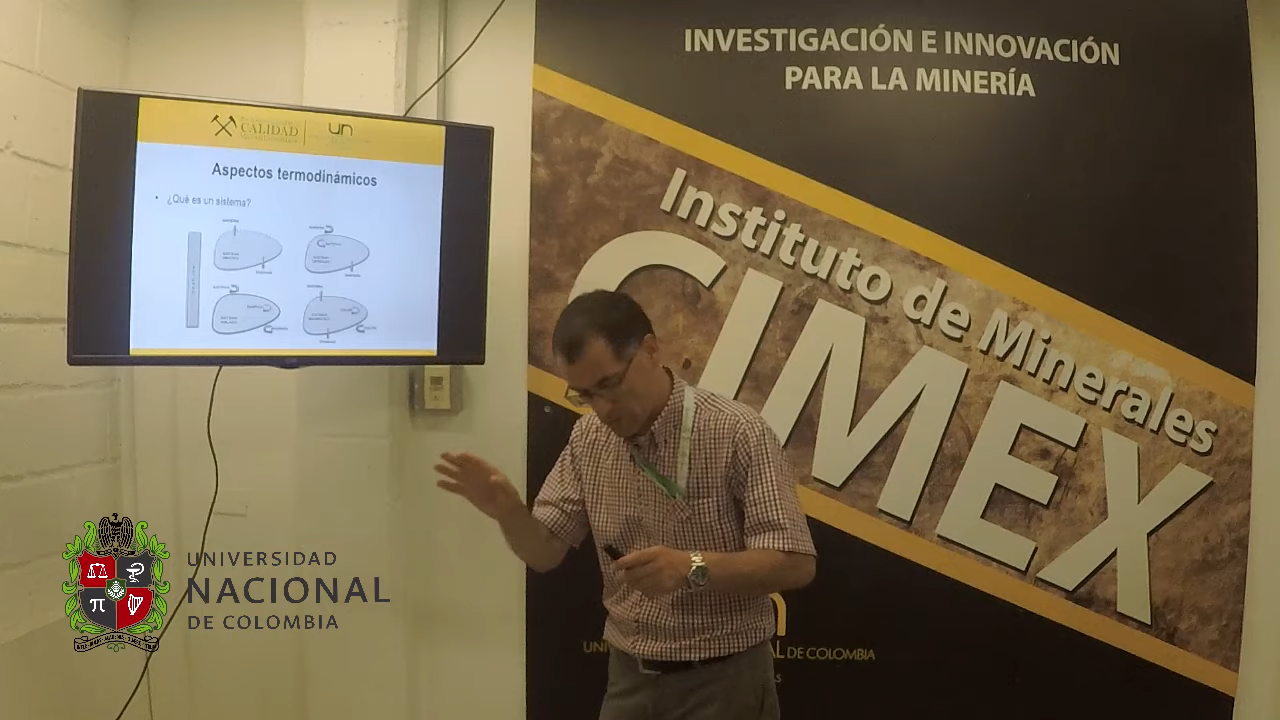 INVESTIGACIÓN E INNOVACIÓN
PARA LA MINERÍA
CALIDAD
un
Aspectos termodinámicos
• ¿Qué es un sistema?
Instituto de Minerales
CIMEX
UNIVERSIDAD
NACIONAL
DE COLOMBIA
DE COLOMBIA